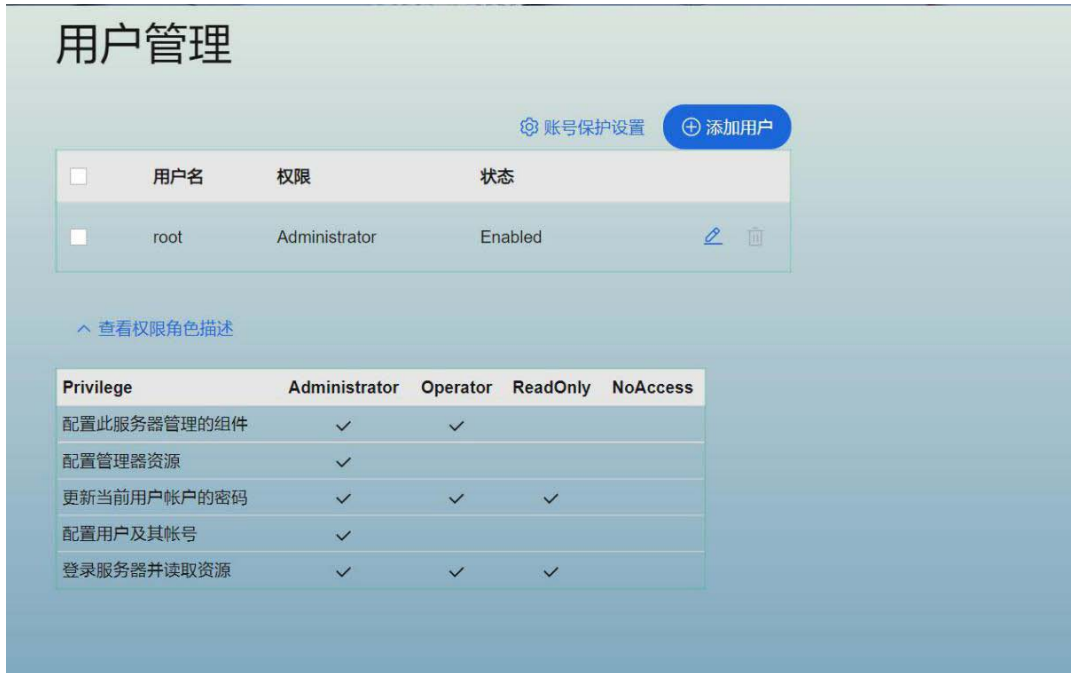 用户管理
账号保护设置 添加用户
用户名 权限 状态
root Administrator Enabled
查看权限角色描述
Privilege Administrator Operator ReadOnly NoAccess
配置此服务器管理的组件
配置管理器资源
更新当前用户帐户的密码
配置用户及其帐号
登录服务器并读取资源